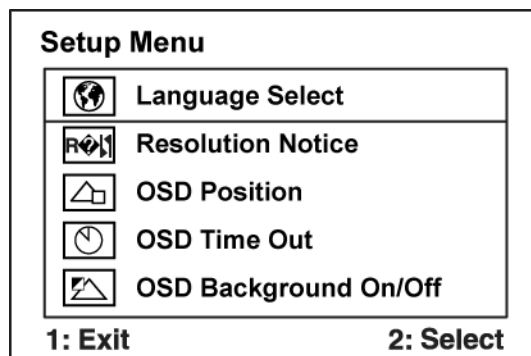 Setup Menu
Language Select
Resolution Notice
OSD Position
OSD Time Out
OSD Background On/Off
1: Exit 2: Select